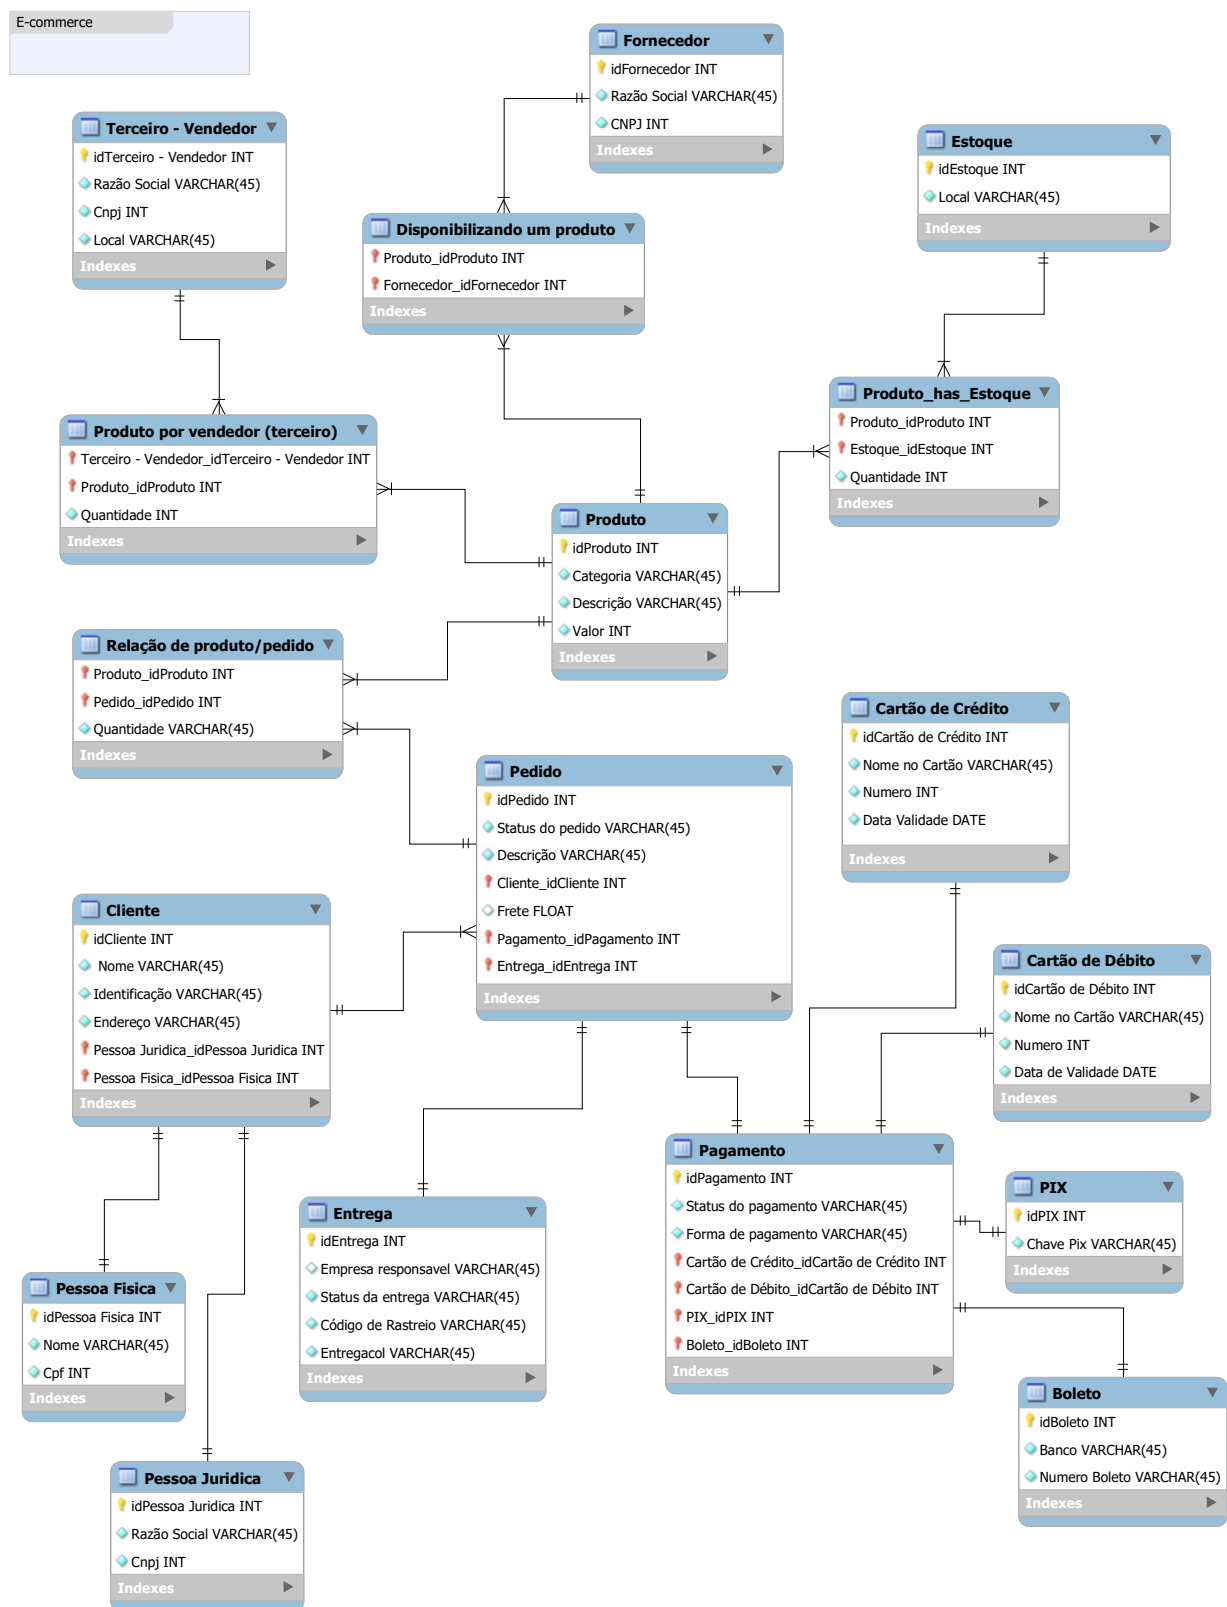 E-commerce
Fornecedor
idFornecedor INT
Razão Social VARCHAR(45)
CNPJ INT
Indexes
Terceiro - Vendedor
idTerceiro - Vendedor INT
Razão Social VARCHAR(45)
Cnpj INT
Local VARCHAR(45)
Indexes
Estoque
idEstoque INT
Local VARCHAR(45)
Indexes
Disponibilizando um produto
Produto_idProduto INT
Fornecedor_idFornecedor INT
Indexes
Produto_has_Estoque
Produto_idProduto INT
Estoque_idEstoque INT
Quantidade INT
Indexes
Produto por vendedor (terceiro)
Terceiro - Vendedor_idTerceiro - Vendedor INT
Produto_idProduto INT
Quantidade INT
Indexes
Produto
idProduto INT
Categoria VARCHAR(45)
Descrição VARCHAR(45)
Valor INT
Indexes
Relação de produto/pedido
Produto_idProduto INT
Pedido_idPedido INT
Quantidade VARCHAR(45)
Indexes
Cartão de Crédito
idCartão de Crédito INT
Nome no Cartão VARCHAR(45)
Numero INT
Data Validade DATE
Indexes
Pedido
idPedido INT
Status do pedido VARCHAR(45)
Descrição VARCHAR(45)
Cliente_idCliente INT
Frete FLOAT
Pagamento_idPagamento INT
Entrega_idEntrega INT
Indexes
Cliente
idCliente INT
Nome VARCHAR(45)
Identificação VARCHAR(45)
Endereço VARCHAR(45)
Pessoa Juridica_idPessoa Juridica INT
Pessoa Fisica_idPessoa Fisica INT
Indexes
Cartão de Débito
idCartão de Débito INT
Nome no Cartão VARCHAR(45)
Numero INT
Data de Validade DATE
Indexes
Pagamento
idPagamento INT
Status do pagamento VARCHAR(45)
Forma de pagamento VARCHAR(45)
Cartão de Crédito_idCartão de Crédito INT
Cartão de Débito_idCartão de Débito INT
PIX_idPIX INT
Boleto_idBoleto INT
Indexes
PIX
idPIX INT
Chave Pix VARCHAR(45)
Indexes
Entrega
idEntrega INT
Empresa responsavel VARCHAR(45)
Status da entrega VARCHAR(45)
Código de Rastreio VARCHAR(45)
Entregacol VARCHAR(45)
Indexes
Pessoa Fisica
idPessoa Fisica INT
Nome VARCHAR(45)
Cpf INT
Indexes
Boleto
idBoleto INT
Banco VARCHAR(45)
Numero Boleto VARCHAR(45)
Indexes
Pessoa Juridica
idPessoa Juridica INT
Razão Social VARCHAR(45)
Cnpj INT
Indexes